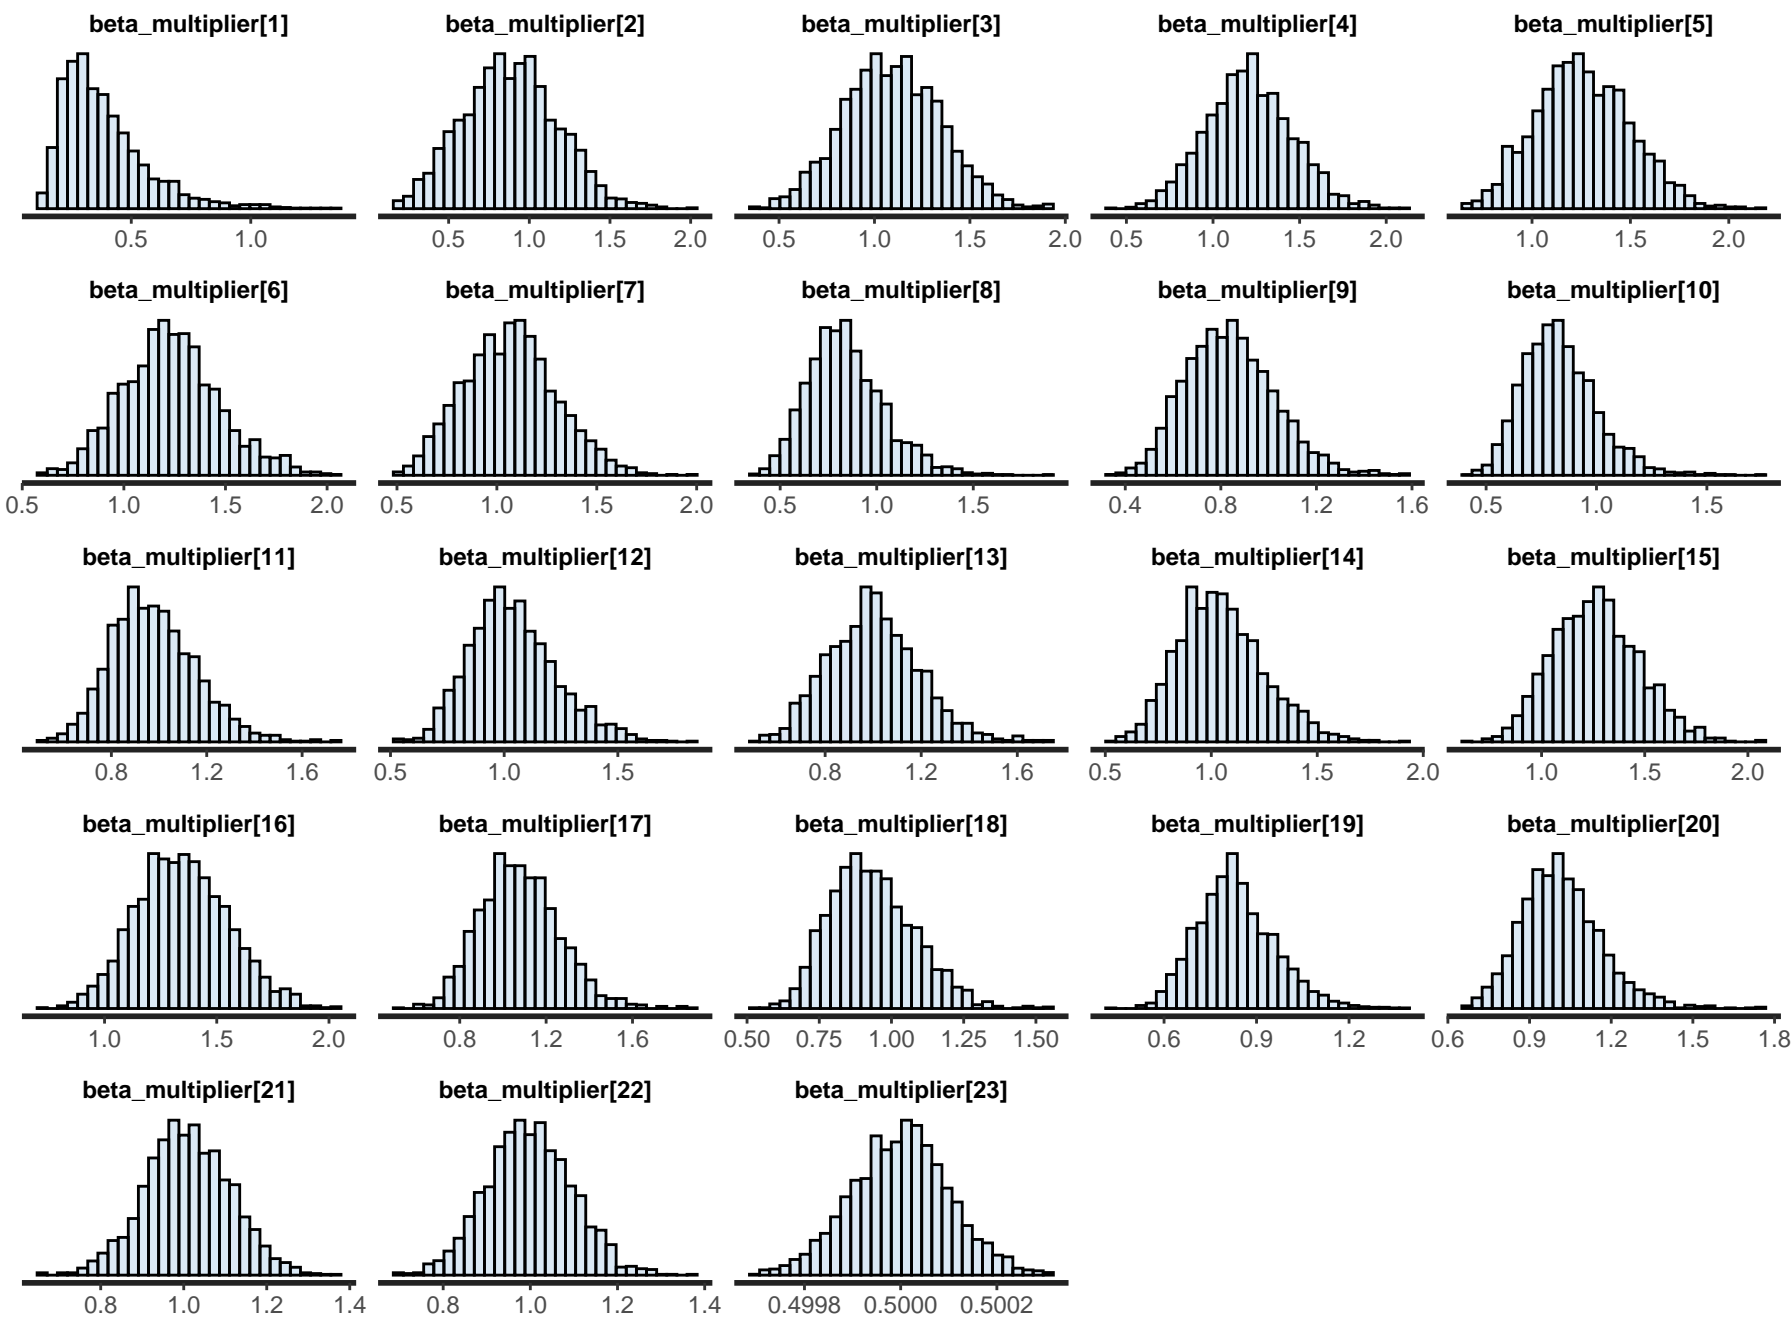 beta_multiplier[1] beta_multiplier[2] beta_multiplier[3] beta_multiplier[4] beta_multiplier[5]
0.5 1.0 0.5 1.0 1.5 2.0 0.5 1.0 1.5 2.0 0.5 1.0 1.5 2.0 1.0 1.5 2.0
beta_multiplier[6] beta_multiplier[7] beta_multiplier[8] beta_multiplier[9] beta_multiplier[10]
0.5 1.0 1.5 2.0 0.5 1.0 1.5 2.0 0.5 1.0 1.5 0.4 0.8 1.2 1.6 0.5 1.0 1.5
beta_multiplier[11] beta_multiplier[12] beta_multiplier[13] beta_multiplier[14] beta_multiplier[15]
0.8 1.2 1.6 0.5 1.0 1.5 0.8 1.2 1.6 0.5 1.0 1.5 2.0 1.0 1.5 2.0
beta_multiplier[16] beta_multiplier[17] beta_multiplier[18] beta_multiplier[19] beta_multiplier[20]
1.0 1.5 2.0 0.8 1.2 1.6 0.50 0.75 1.00 1.25 1.50 0.6 0.9 1.2 0.6 0.9 1.2 1.5 1.8
beta_multiplier[21] beta_multiplier[22] beta_multiplier[23]
0.8 1.0 1.2 1.4 0.8 1.0 1.2 1.4 0.4998 0.5000 0.5002